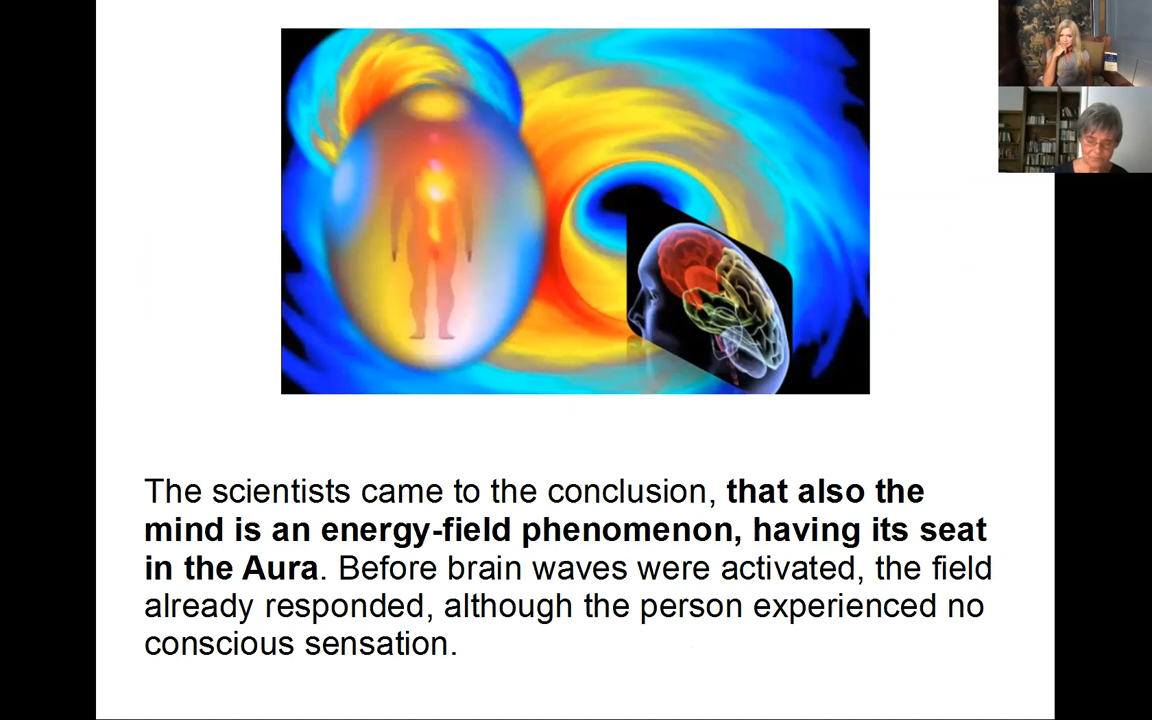 The scientists came to the conclusion, that also the
mind is an energy-field phenomenon, having its seat
in the Aura. Before brain waves were activated, the field
already responded, although the person experienced no
conscious sensation.